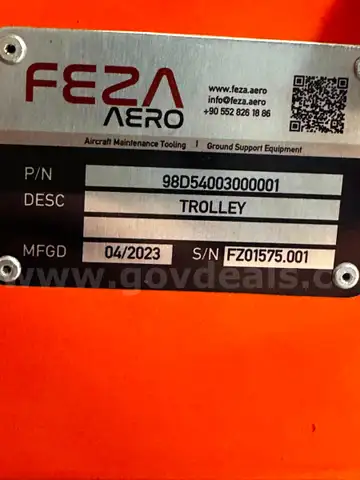 FEZA
AERO
www.feza.aero
info@feza.aero
+90 552 826 18 86
Aircraft Maintenance Tooling | Ground Support Equipment
P/N 98D54003000001
DESC TROLLEY
MFGD 04/2023 S/N FZ01575.001
www.govdeals.com